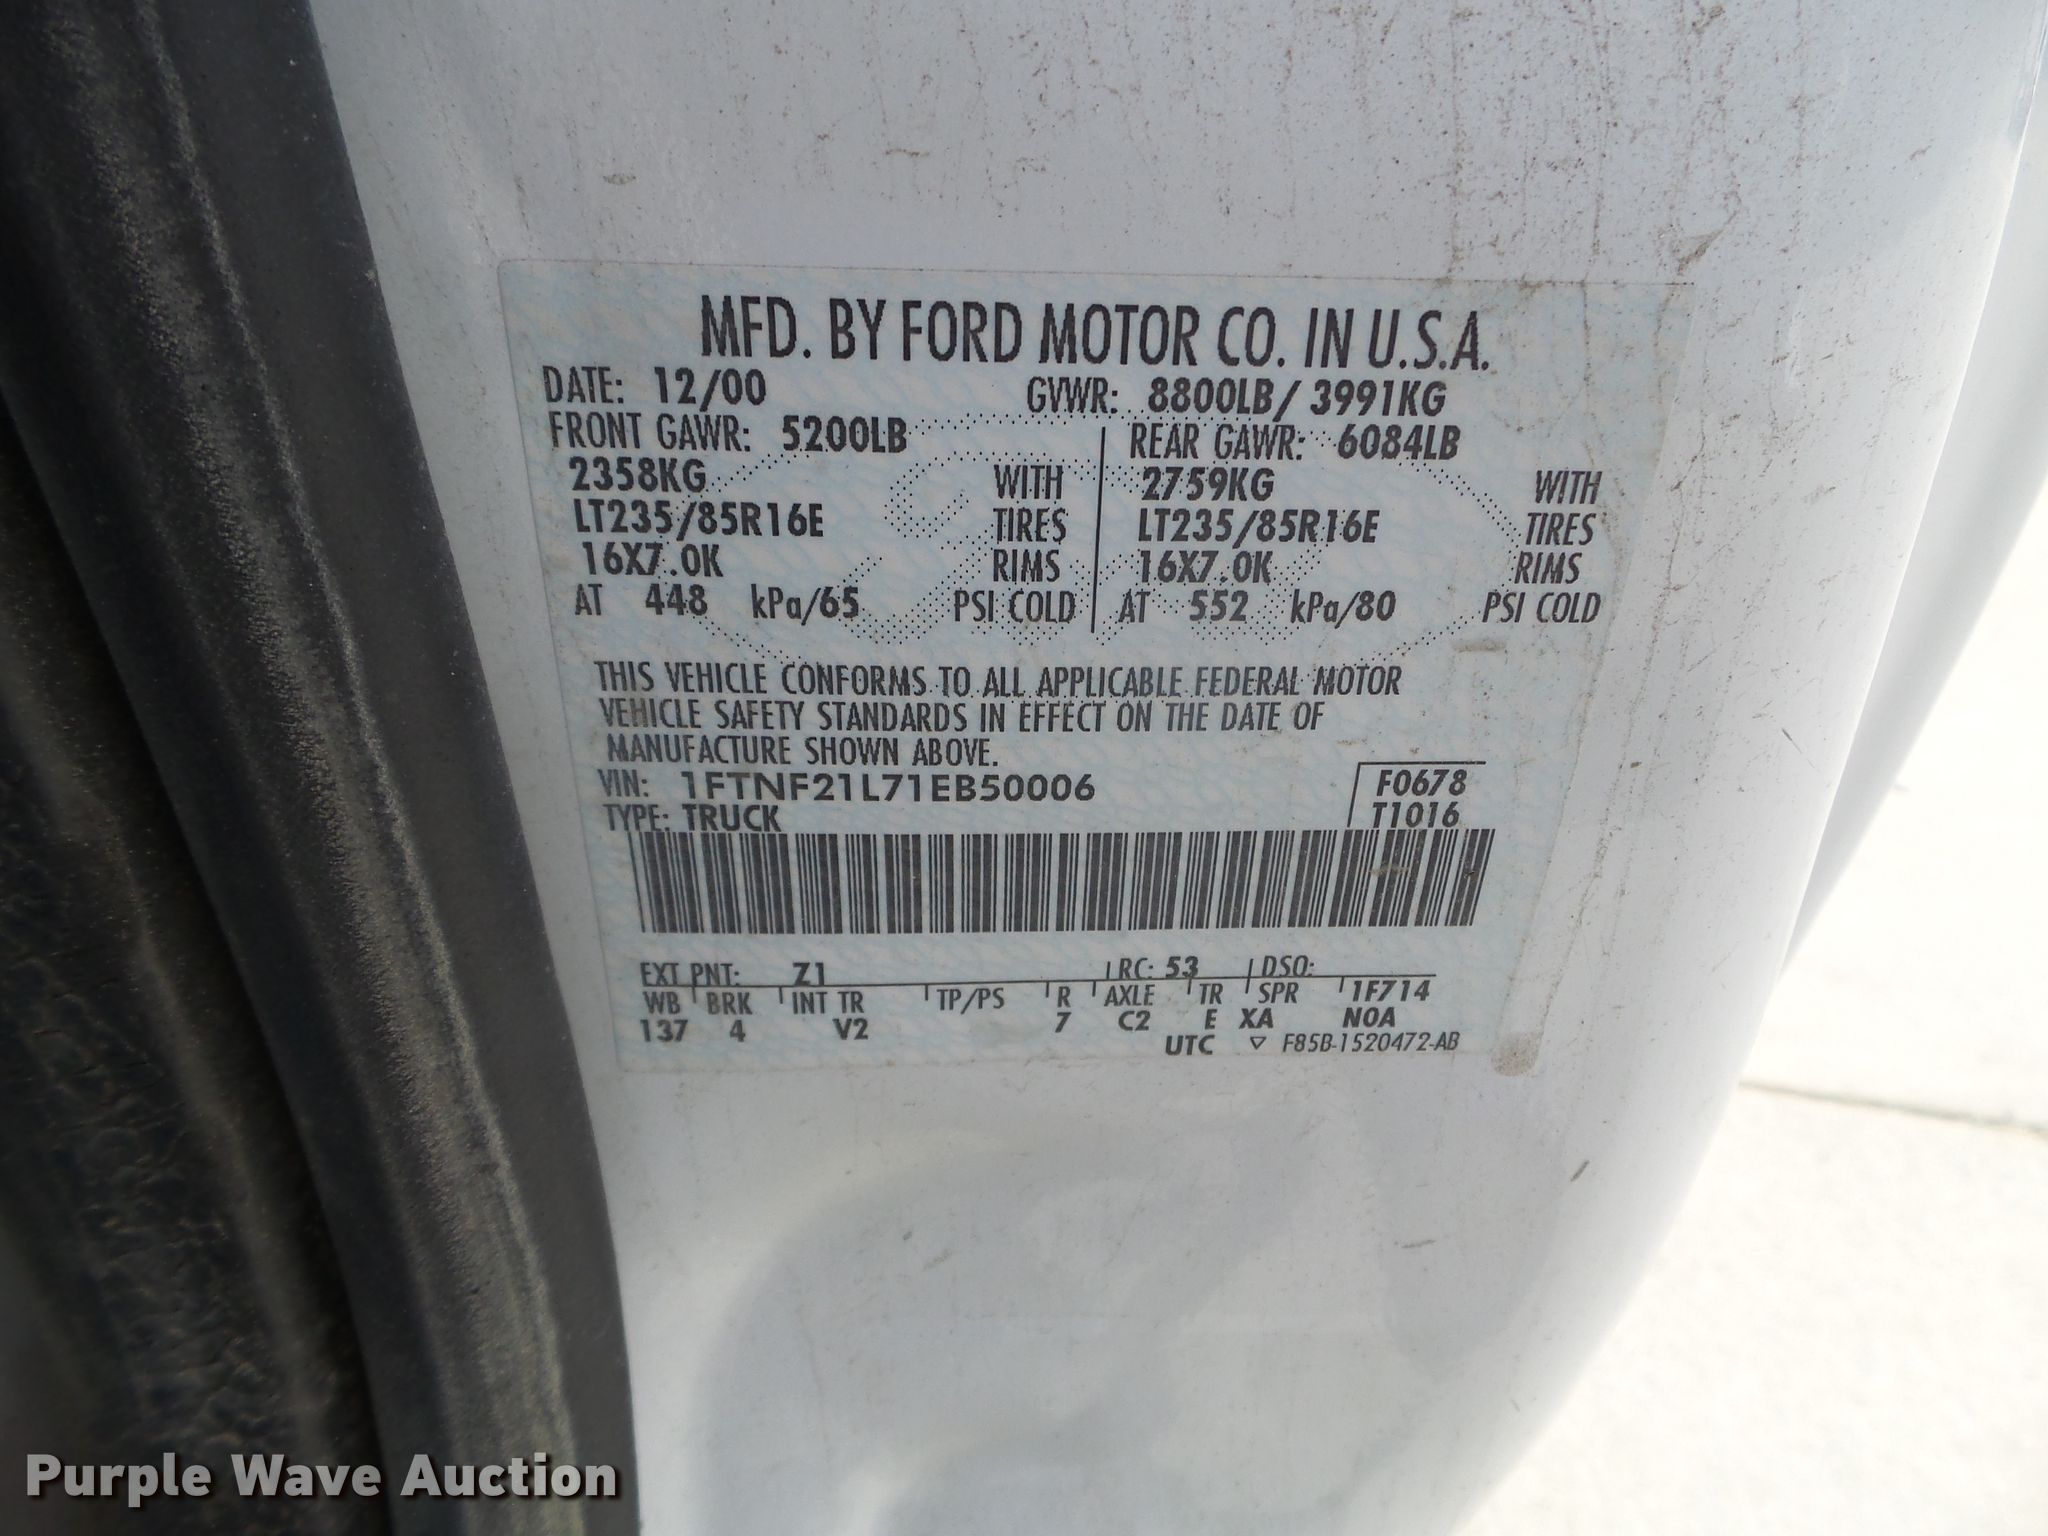 MFD. BY FORD MOTOR CO. IN U.S.A.
DATE: 12/00 GVWR: 8800LB/ 3991KG
FRONT GAWR: 5200LB REAR GAWR: 6084LB
2358KG WITH 2759KG WITH
LT235/85R16E TIRES LT235/85R16E TIRES
16X7.0K RIMS 16X7.0K RIMS
AT 448 kPa/65 PSI COLD AT 552 kPa/80 PSI COLD
THIS VEHICLE CONFORMS TO ALL APPLICABLE FEDERAL MOTOR
VEHICLE SAFETY STANDARDS IN EFFECT ON THE DATE OF
MANUFACTURE SHOWN ABOVE.
VIN: 1FTNF21L71EB50006 F0678
TYPE: TRUCK T1016
EXT PNT: Z1 RC: 53 DSO:
WB BRK INT TR TP/PS R AXLE TR SPR 1F714
137 4 V2 7 C2 E XA N0A
UTC ▽ F85B-1520472-AB
Purple Wave Auction